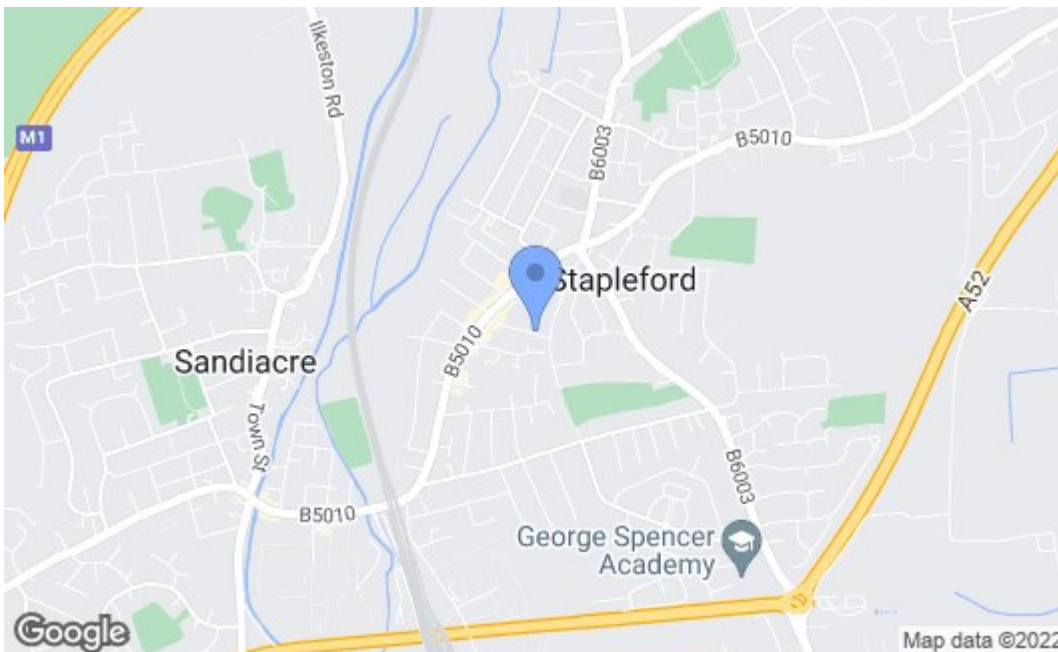 Ilkeston Rd
M1
B6003
B5010
Stapleford
A52
B5010
Sandiacre
Town St
B6003
B5010
George Spencer
Academy
Google
Map data ©2022